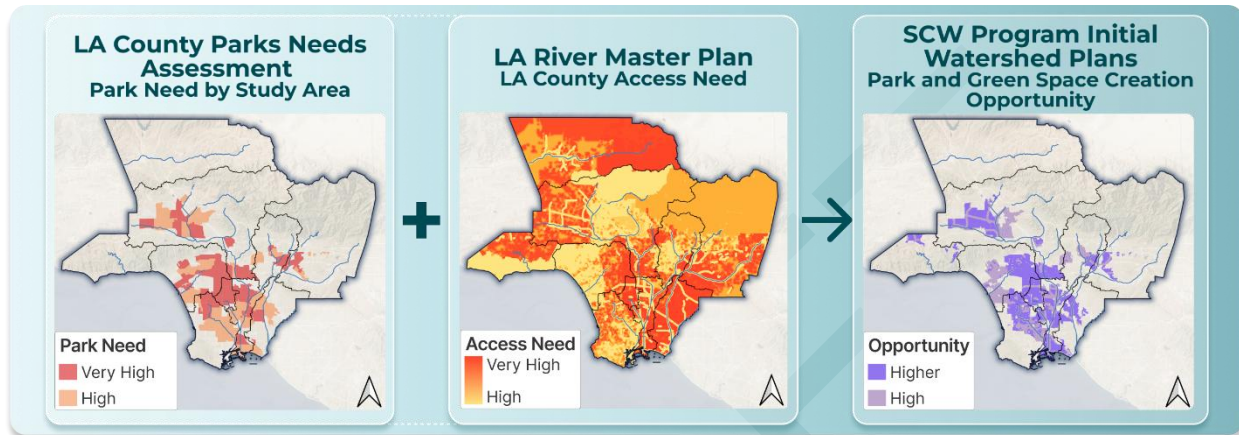 LA County Parks Needs
Assessment
Park Need by Study Area
Park Need
Very High
High
+
LA River Master Plan
LA County Access Need
Access Need
Very High
High
SCW Program Initial
Watershed Plans
Park and Green Space Creation
Opportunity
Opportunity
Higher
High